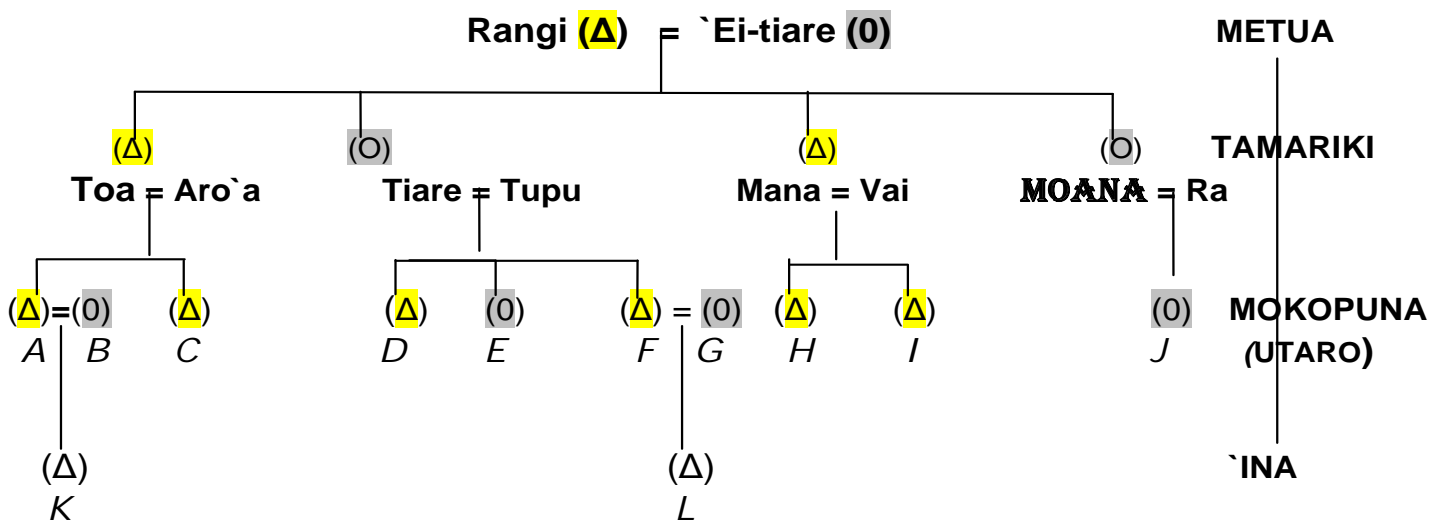 Rangi (Δ) = `Ei-tiare (0) METUA
(Δ) (O) (Δ) (O) TAMARIKI
Toa = Aro`a Tiare = Tupu Mana = Vai MOANA = Ra
(Δ)=(0) (Δ) (Δ) (0) (Δ) = (0) (Δ) (Δ) (0) MOKOPUNA
A B C D E F G H I J (UTARO)
(Δ) (Δ) `INA
K L